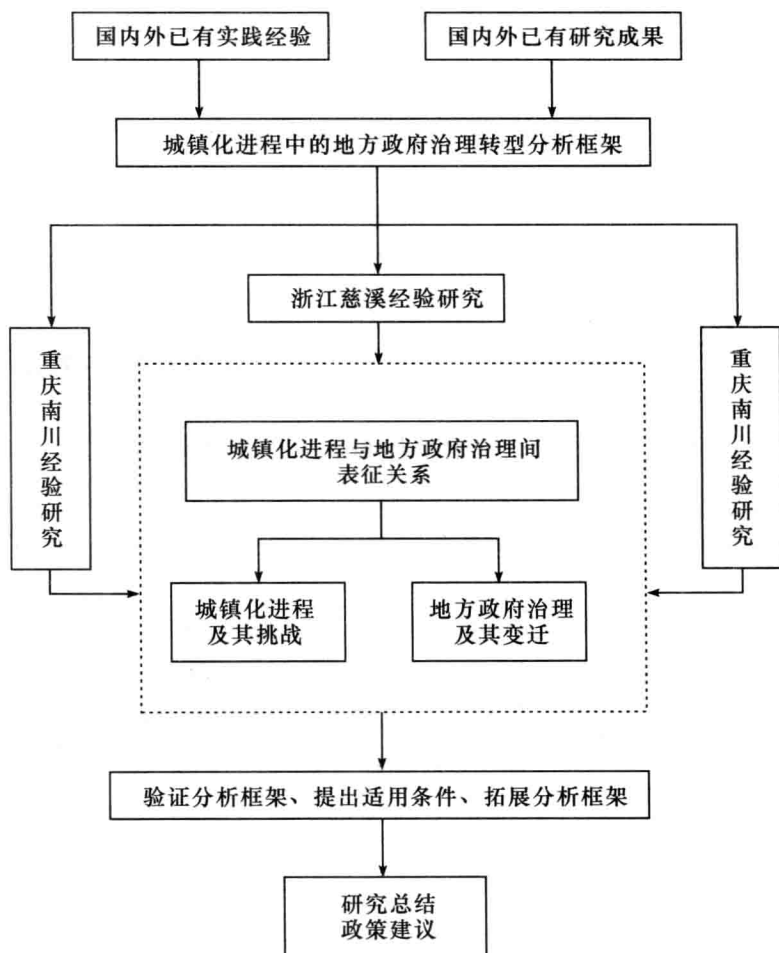 国内外已有实践经验
国内外已有研究成果
城镇化进程中的地方政府治理转型分析框架
浙江慈溪经验研究
重庆南川经验研究
重庆南川经验研究
城镇化进程与地方政府治理间
表征关系
城镇化进程
及其挑战
地方政府治理
及其变迁
验证分析框架、提出适用条件、拓展分析框架
研究总结
政策建议